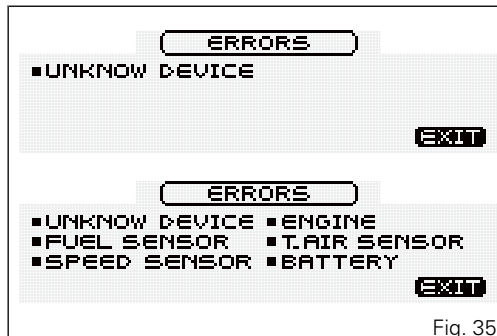 ERRORS
▪UNKNOW DEVICE
EXIT
ERRORS
▪UNKNOW DEVICE ▪ENGINE
▪FUEL SENSOR ▪T.AIR SENSOR
▪SPEED SENSOR ▪BATTERY
EXIT
Fig. 35